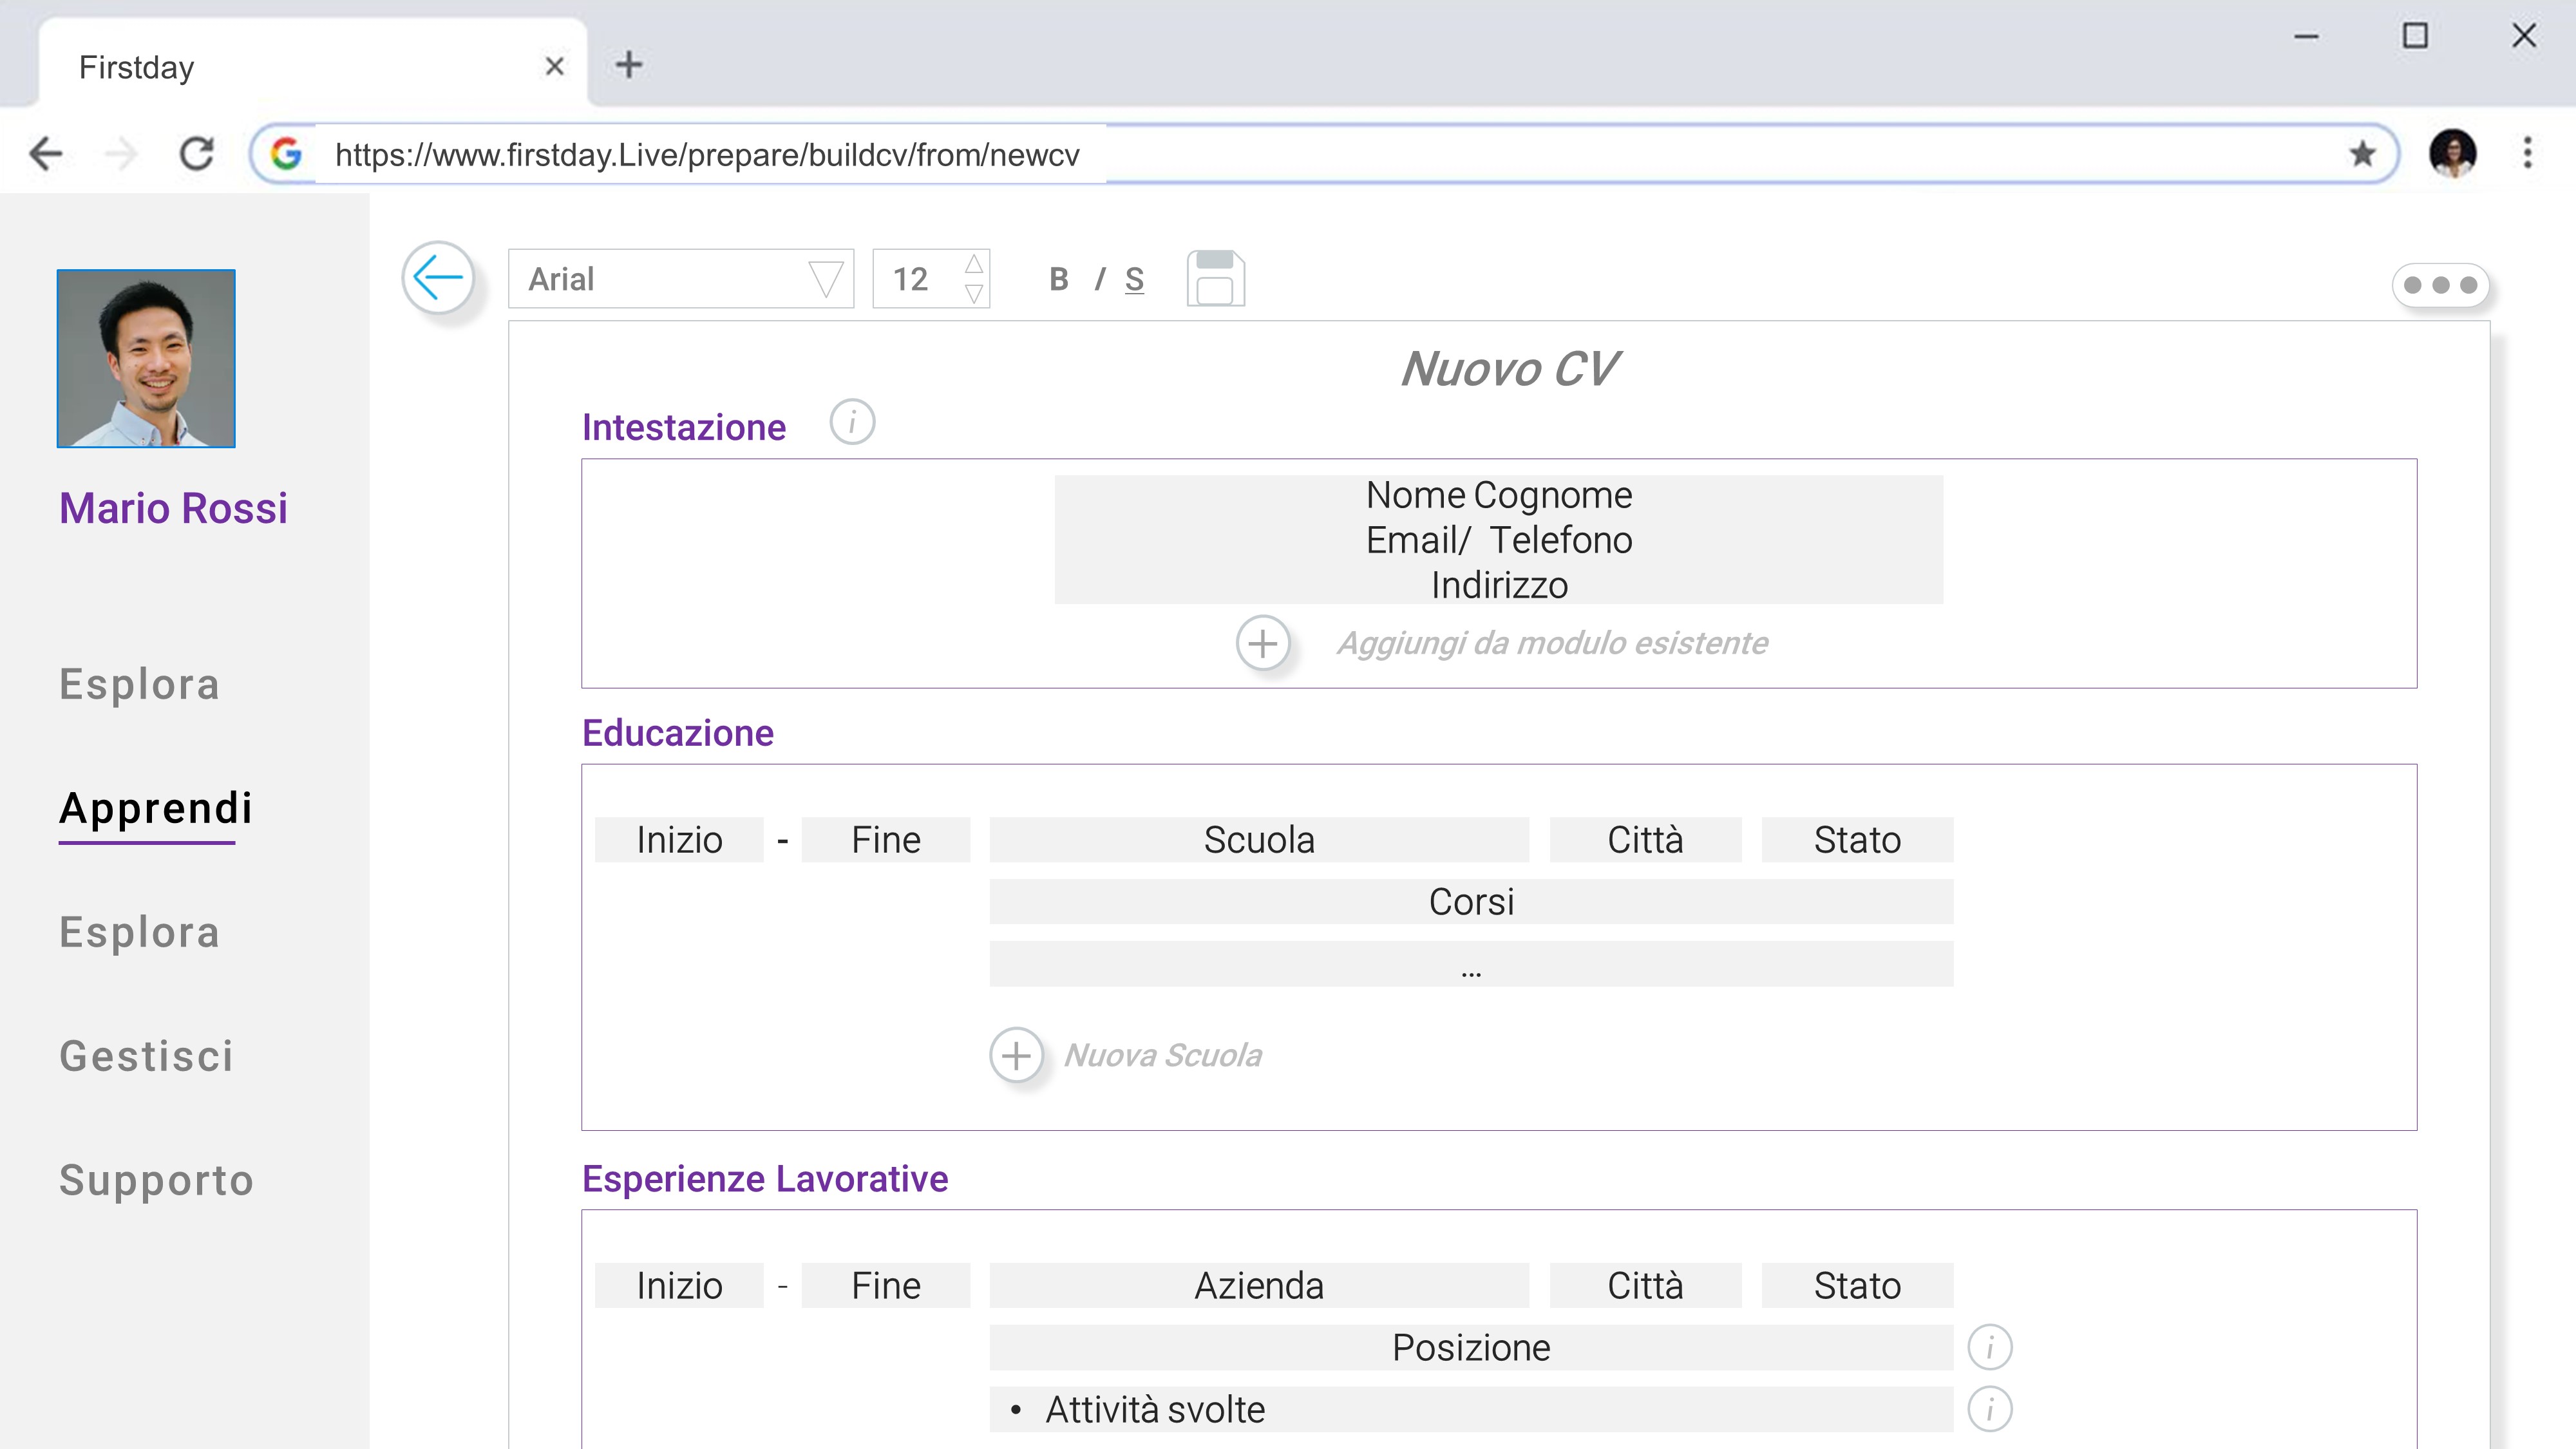 Firstday
https://www.firstday.Live/prepare/buildcv/from/newcv
Mario Rossi
Esplora
Apprendi
Esplora
Gestisci
Supporto
Arial
12
B I S
Nuovo CV
Intestazione i
Nome Cognome
Email/ Telefono
Indirizzo
Aggiungi da modulo esistente
Educazione
Inizio - Fine Scuola Città Stato
Corsi
...
Nuova Scuola
Esperienze Lavorative
Inizio - Fine Azienda Città Stato
Posizione i
• Attività svolte i